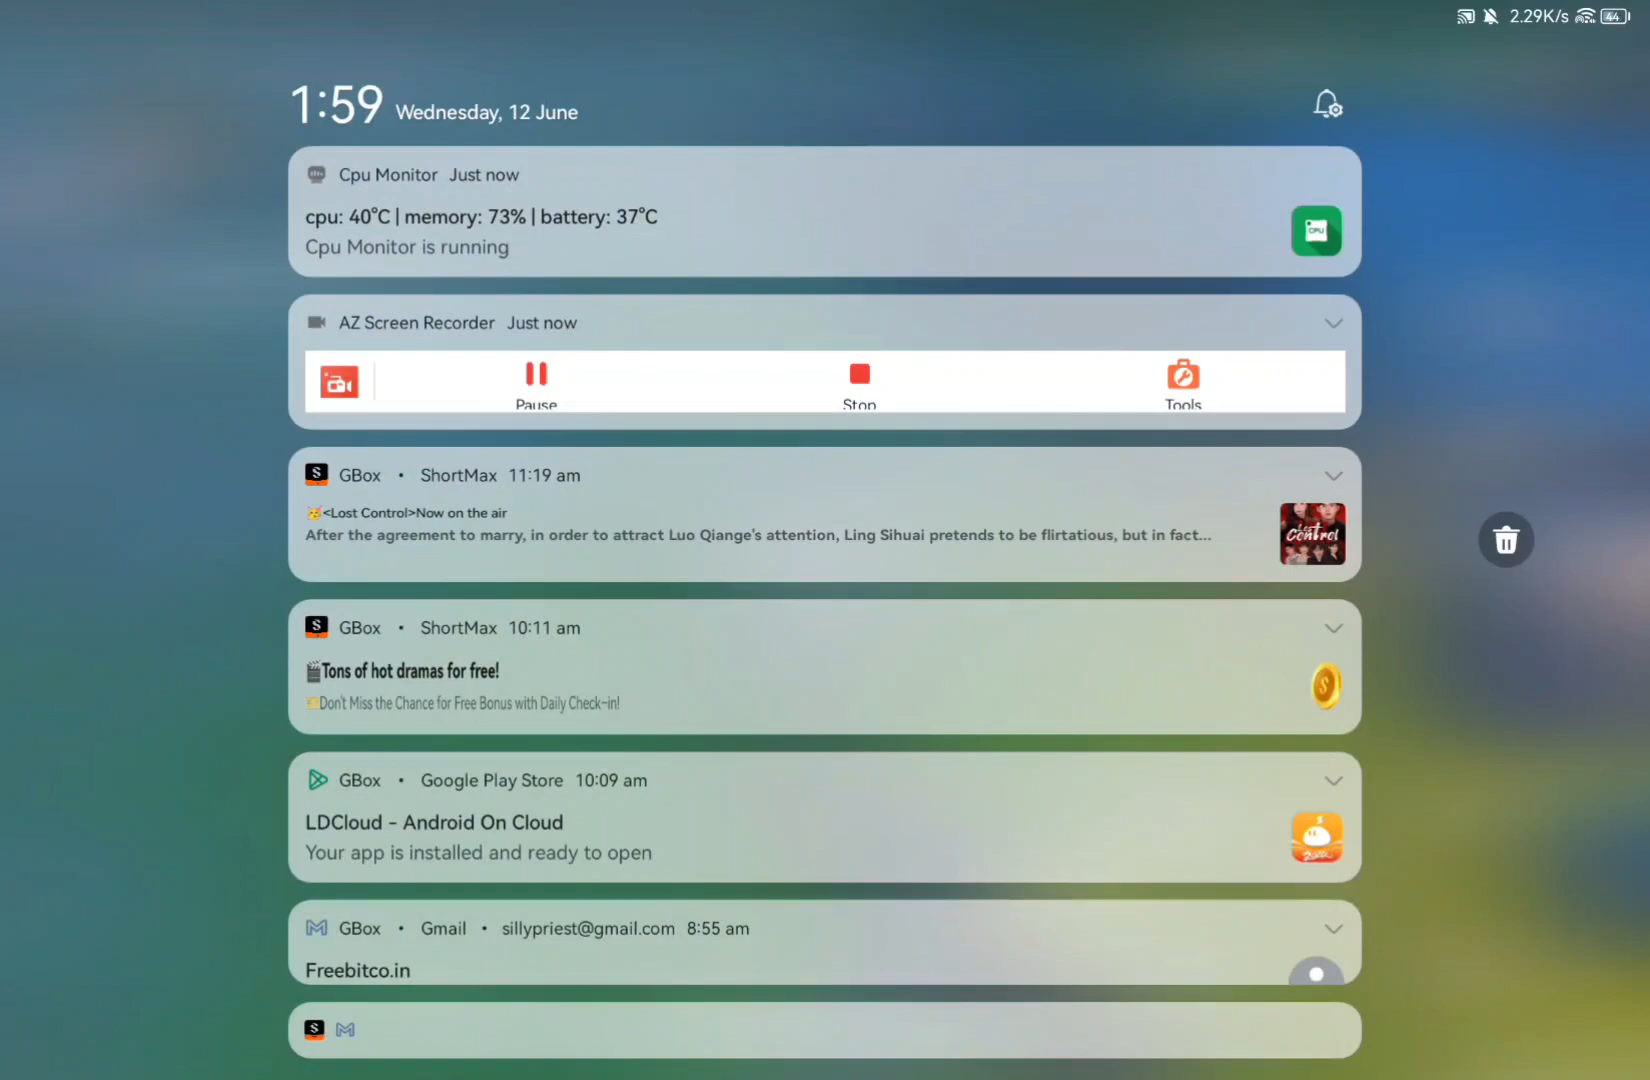 2.29K/s 44
1:59 Wednesday, 12 June
Cpu Monitor Just now
cpu: 40°C | memory: 73% | battery: 37°C
Cpu Monitor is running
CPU
AZ Screen Recorder Just now
Pause Stop Tools
GBox • ShortMax 11:19 am
🥳<Lost Control>Now on the air
After the agreement to marry, in order to attract Luo Qiange's attention, Ling Sihuai pretends to be flirtatious, but in fact...
Lost Control
GBox • ShortMax 10:11 am
🎬Tons of hot dramas for free!
🎫Don't Miss the Chance for Free Bonus with Daily Check-in!
GBox • Google Play Store 10:09 am
LDCloud - Android On Cloud
Your app is installed and ready to open
GBox • Gmail • sillypriest@gmail.com 8:55 am
Freebitco.in